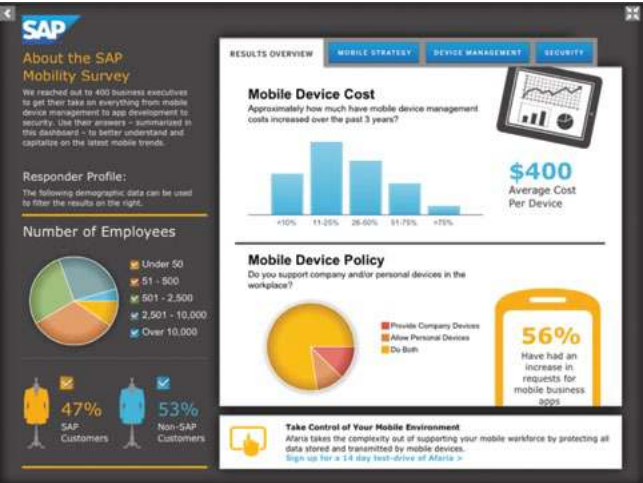 SAP
About the SAP
Mobility Survey
We reached out to 400 business executives
to get their take on everything from mobile
device management to app development to
security. Use their answers – summarized in
this dashboard – to better understand and
capitalize on the latest mobile trends.
Responder Profile:
The following demographic data can be used
to filter the results on the right.
Number of Employees
Under 50
51 - 500
501 - 2,500
2,501 - 10,000
Over 10,000
47%
SAP
Customers
53%
Non-SAP
Customers
RESULTS OVERVIEW
MOBILE STRATEGY
DEVICE MANAGEMENT
SECURITY
Mobile Device Cost
Approximately how much have mobile device management
costs increased over the past 3 years?
<10% 11-25% 26-50% 51-75% >75%
$400
Average Cost
Per Device
Mobile Device Policy
Do you support company and/or personal devices in the
workplace?
Provide Company Devices
Allow Personal Devices
Do Both
56%
Have had an
increase in
requests for
mobile business
apps
Take Control of Your Mobile Environment
Afaria takes the complexity out of supporting your mobile workforce by protecting all
data stored and transmitted by mobile devices.
Sign up for a 14 day test-drive of Afaria >